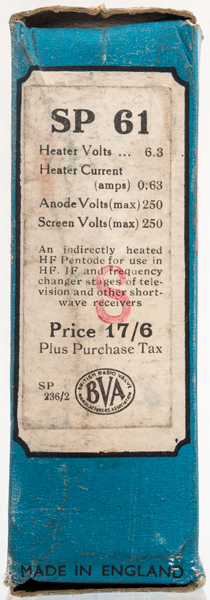 SP 61
Heater Volts ... 6.3
Heater Current
(amps) 0·63
Anode Volts (max) 250
Screen Volts (max) 250
An indirectly heated
HF Pentode for use in
HF. IF and frequency
changer stages of tele-
vision and other short-
wave receivers
8
Price 17/6
Plus Purchase Tax
SP
236/2
BRITISH RADIO VALVE
BVA
MANUFACTURERS ASSOCIATION
MADE IN ENGLAND